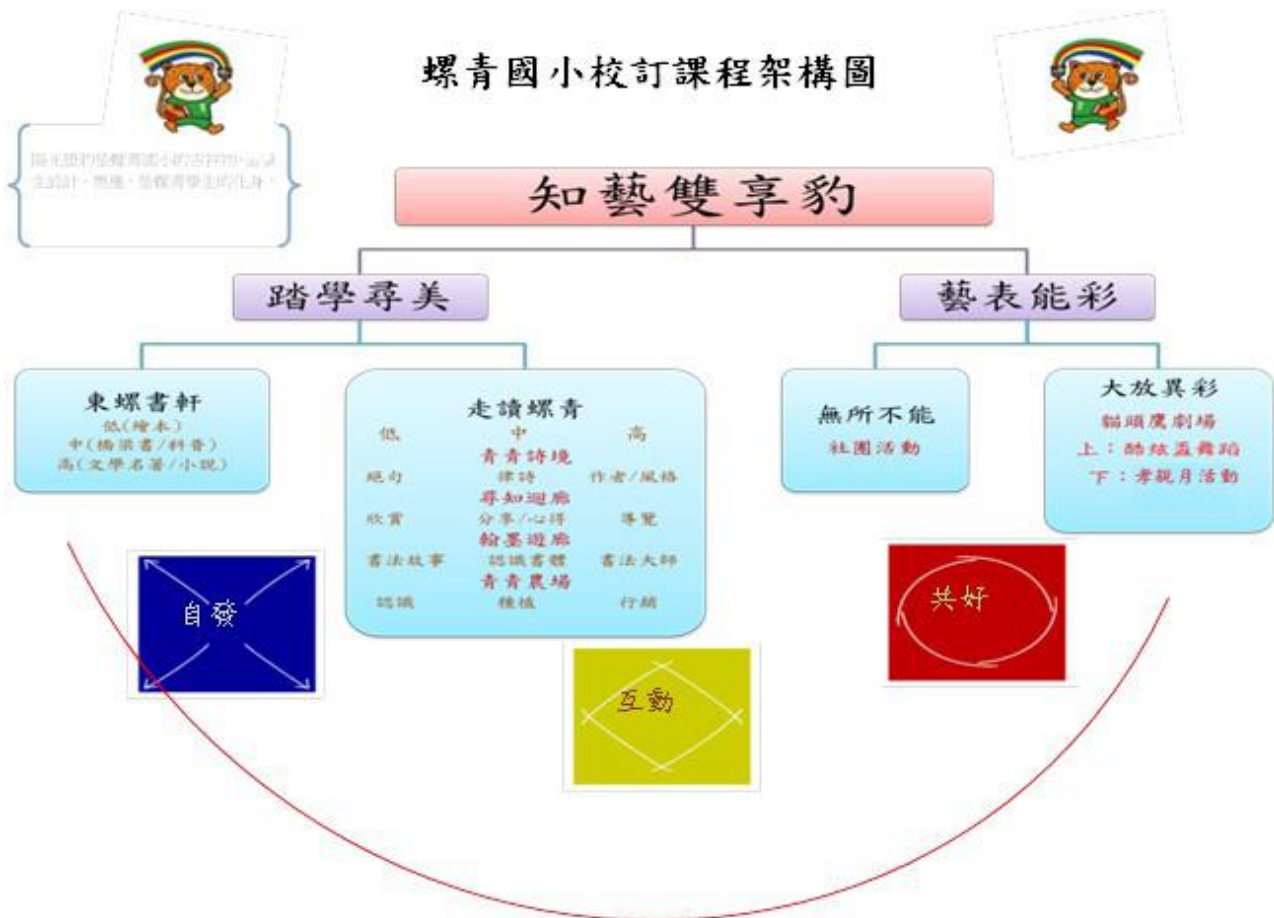 螺青國小校訂課程架構圖
知藝雙享豹
踏學尋美
藝表能彩
東螺書軒
低(繪本)
中(橋梁書/科普)
高(文學名著/小說)
走讀螺青
低 中 高
青青詩境
絕句 律詩 作者/風格
尋知迴廊
欣賞 分享/心得 導覽
翰墨遊廊
書法故事 認識書體 書法大師
青青農場
認識 種植 行銷
無所不能
社團活動
大放異彩
貓頭鷹劇場
上：酷炫盃舞蹈
下：孝親月活動
自發
互動
共好